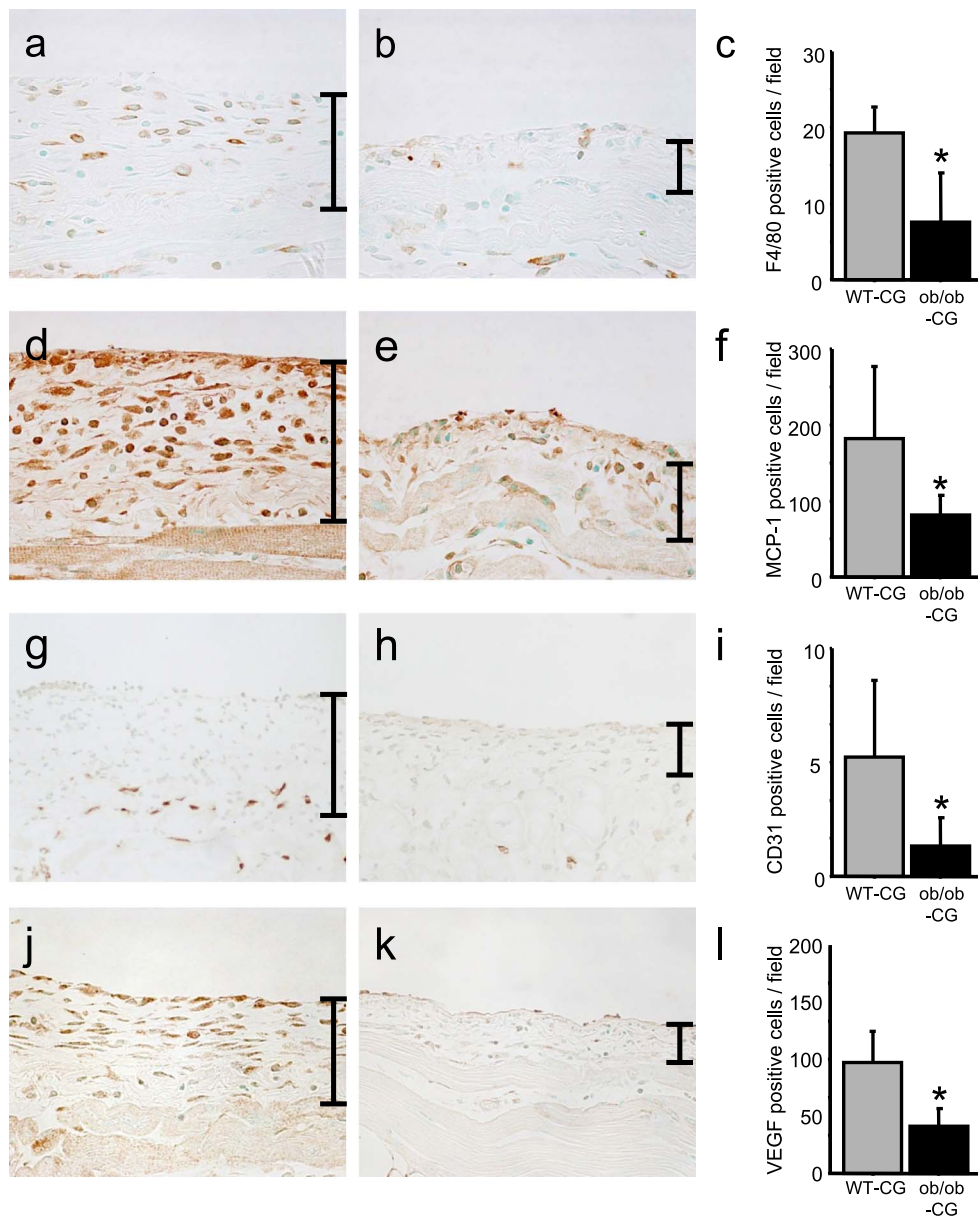 a
b
c
F4/80 positive cells / field
30
20
10
0
*
WT-CG
ob/ob
-CG
d
e
f
MCP-1 positive cells / field
300
200
100
0
*
WT-CG
ob/ob
-CG
g
h
i
CD31 positive cells / field
10
5
0
*
WT-CG
ob/ob
-CG
j
k
l
VEGF positive cells / field
200
150
100
50
0
*
WT-CG
ob/ob
-CG